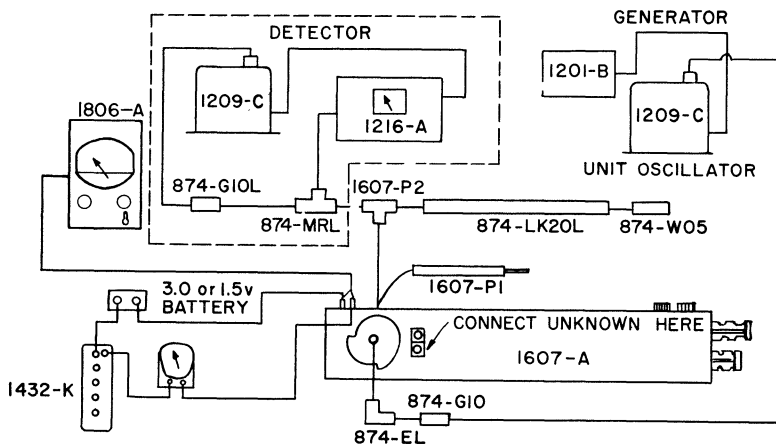 DETECTOR
GENERATOR
1201-B
1209-C
1209-C
1806-A
1216-A
UNIT OSCILLATOR
874-G10L
1607-P2
874-MRL
874-LK20L
874-WO5
3.0 or 1.5v
BATTERY
1607-P1
CONNECT UNKNOWN HERE
1607-A
1432-K
874-G10
874-EL